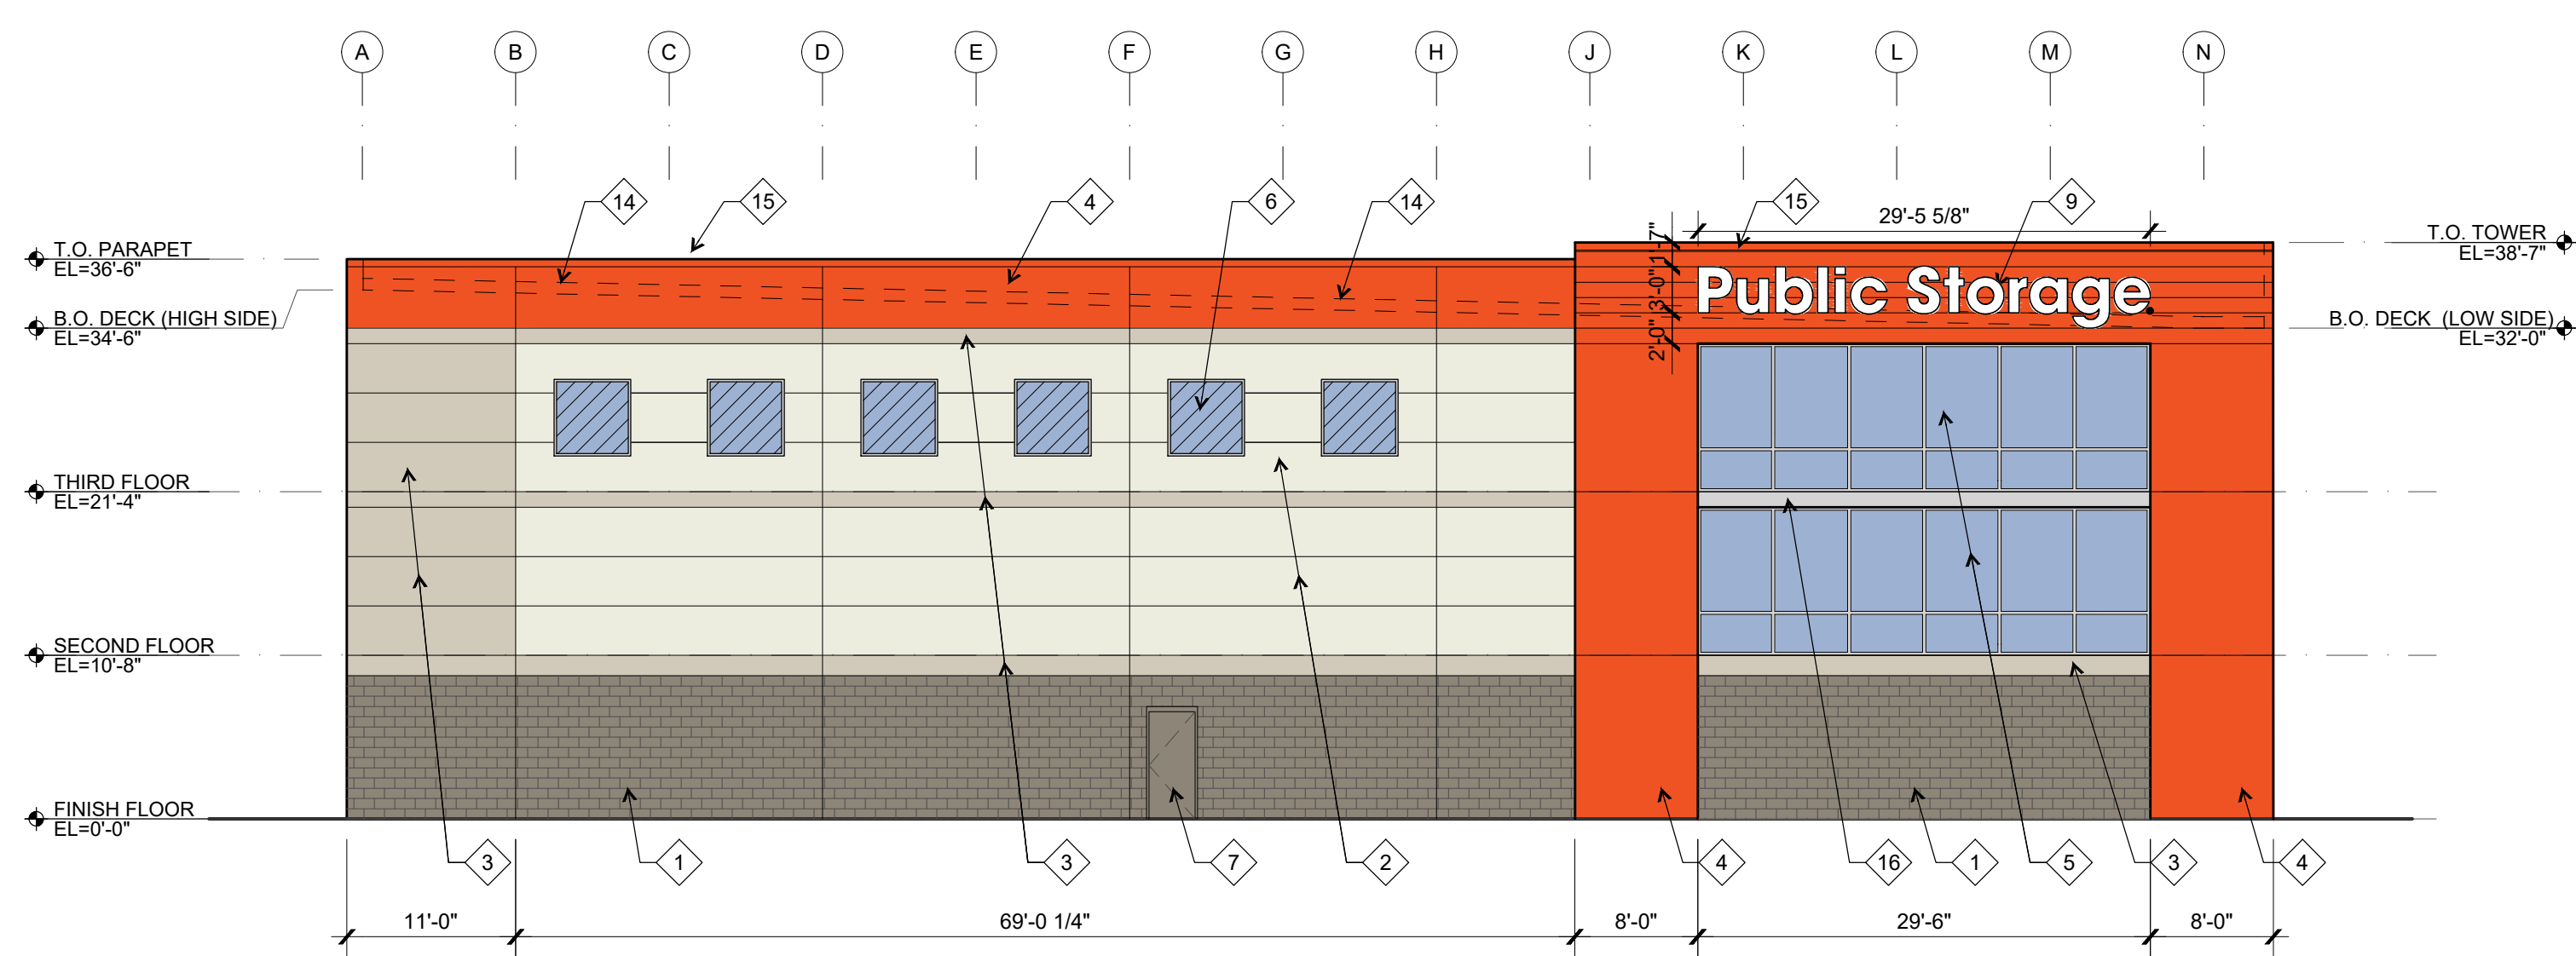 A B C D E F G H J K L M N
14 15 4 6 14 15 29'-5 5/8" 9
T.O. PARAPET
EL=36'-6"
T.O. TOWER
EL=38'-7"
1'-7"
3'-0"
2'-0"
Public Storage
B.O. DECK (HIGH SIDE)
EL=34'-6"
B.O. DECK (LOW SIDE)
EL=32'-0"
THIRD FLOOR
EL=21'-4"
SECOND FLOOR
EL=10'-8"
FINISH FLOOR
EL=0'-0"
3 1 3 7 2 4 16 1 5 3 4
11'-0" 69'-0 1/4" 8'-0" 29'-6" 8'-0"